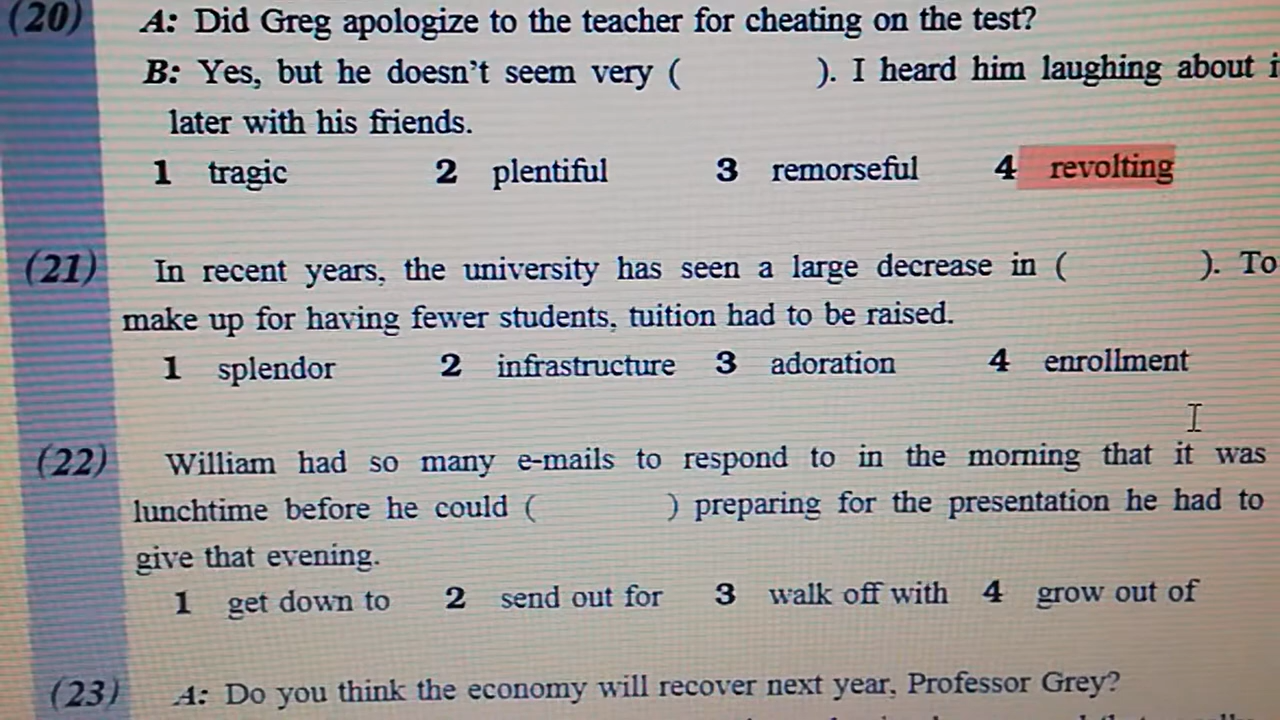 (20) A: Did Greg apologize to the teacher for cheating on the test?
B: Yes, but he doesn't seem very ( ). I heard him laughing about
later with his friends.
1 tragic 2 plentiful 3 remorseful 4 revolting
(21) In recent years, the university has seen a large decrease in ( ). To
make up for having fewer students, tuition had to be raised.
1 splendor 2 infrastructure 3 adoration 4 enrollment
(22) William had so many e-mails to respond to in the morning that it was
lunchtime before he could ( ) preparing for the presentation he had to
give that evening.
1 get down to 2 send out for 3 walk off with 4 grow out of
(23) A: Do you think the economy will recover next year, Professor Grey?